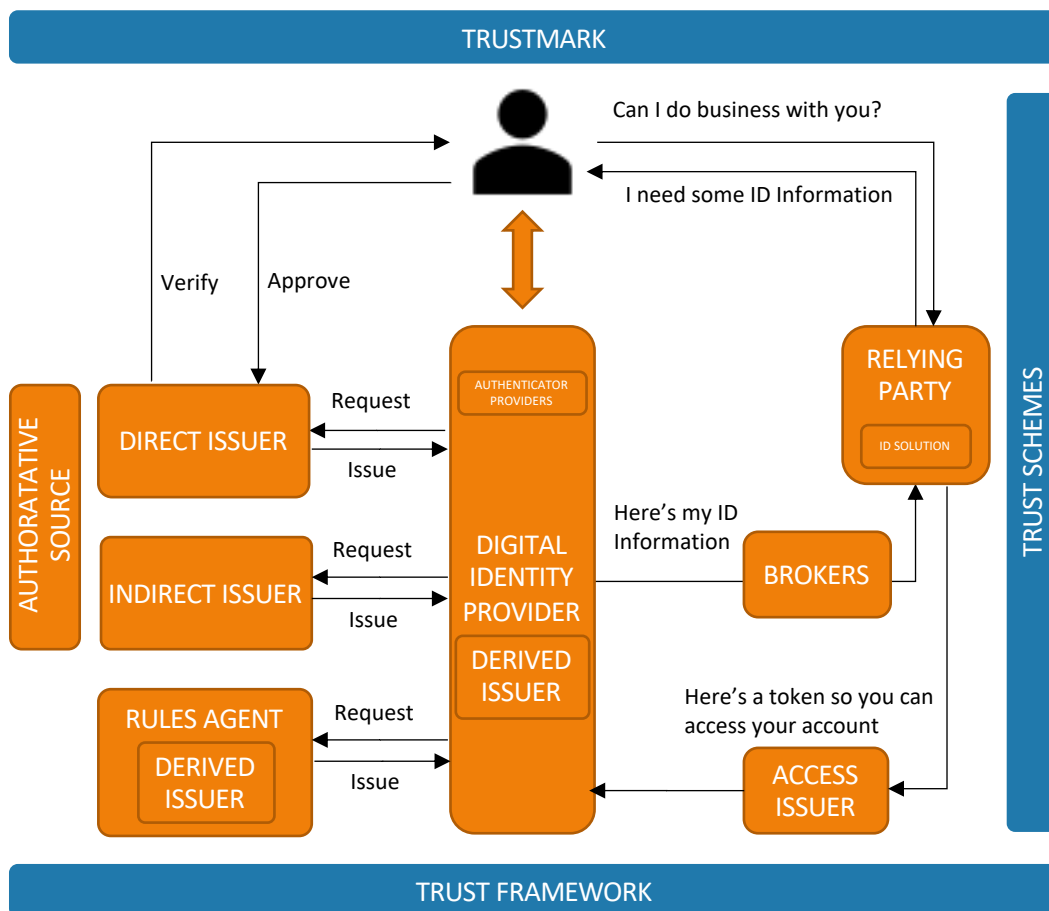 TRUSTMARK
Can I do business with you?
I need some ID Information
Verify
Approve
TRUST SCHEMES
AUTHORATATIVE
SOURCE
DIRECT ISSUER
Request
Issue
AUTHENTICATOR
PROVIDERS
RELYING
PARTY
ID SOLUTION
INDIRECT ISSUER
Request
Issue
DIGITAL
IDENTITY
PROVIDER
DERIVED
ISSUER
Here’s my ID
Information
BROKERS
RULES AGENT
DERIVED
ISSUER
Request
Issue
Here’s a token so you can
access your account
ACCESS
ISSUER
TRUST FRAMEWORK